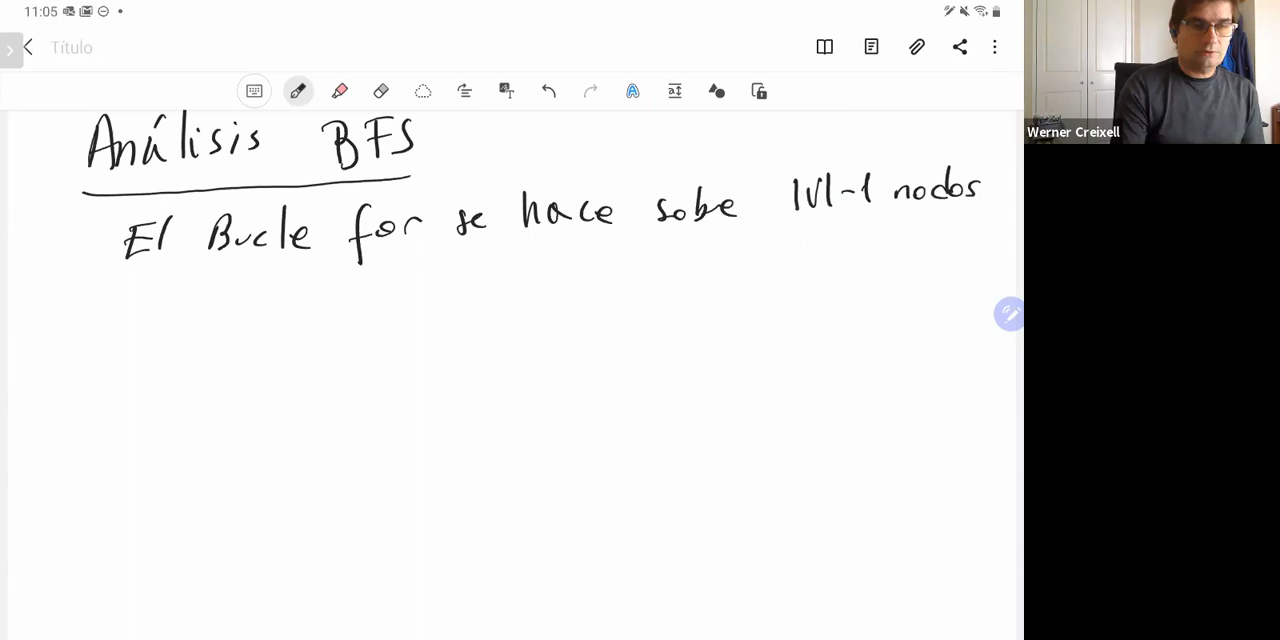 11:05
Título
Análisis BFS
El Bucle for se hace sobe |V|-1 nodos
Werner Creixell